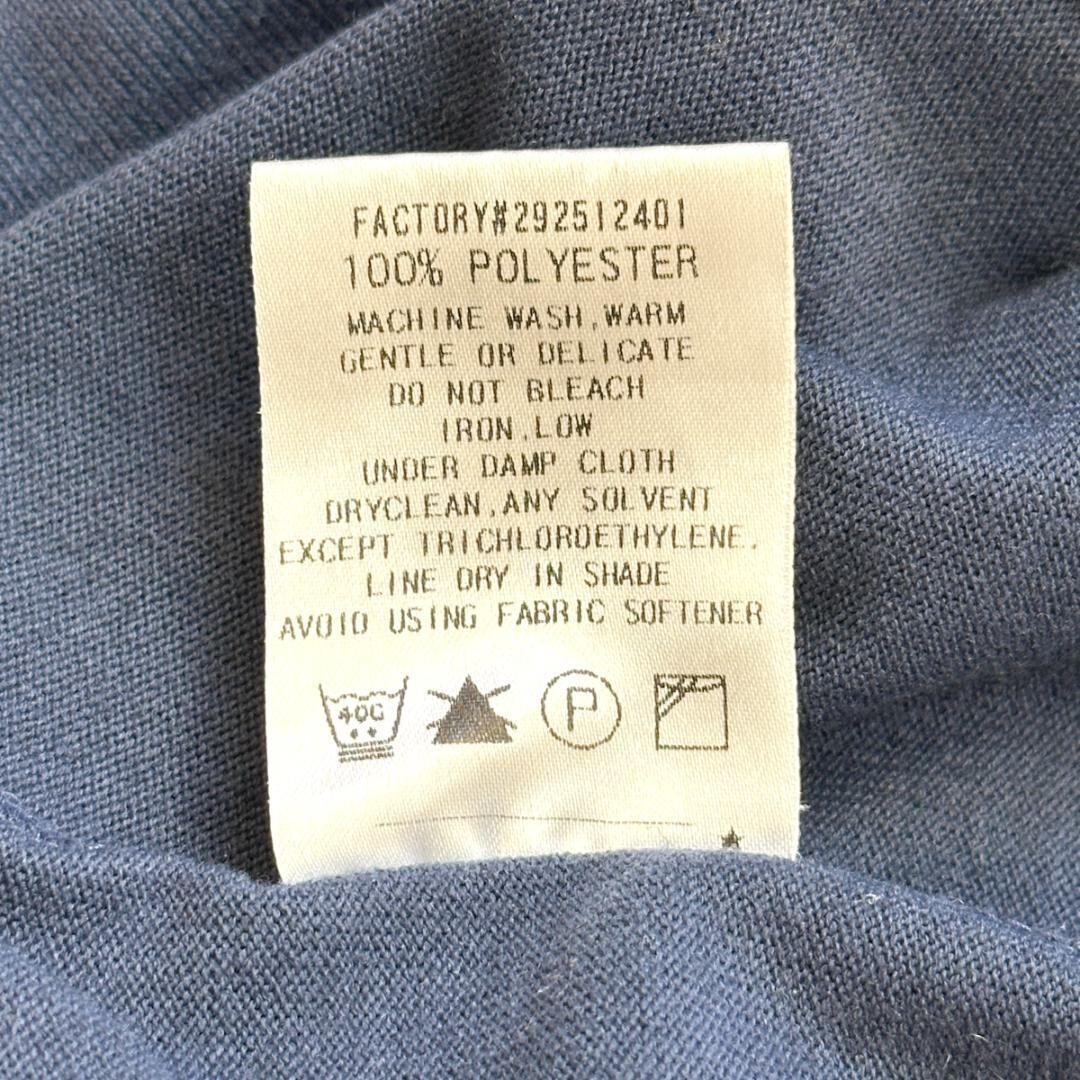 FACTORY#292512401
100% POLYESTER
MACHINE WASH,WARM
GENTLE OR DELICATE
DO NOT BLEACH
IRON,LOW
UNDER DAMP CLOTH
DRYCLEAN,ANY SOLVENT
EXCEPT TRICHLOROETHYLENE.
LINE DRY IN SHADE
AVOID USING FABRIC SOFTENER
40C P